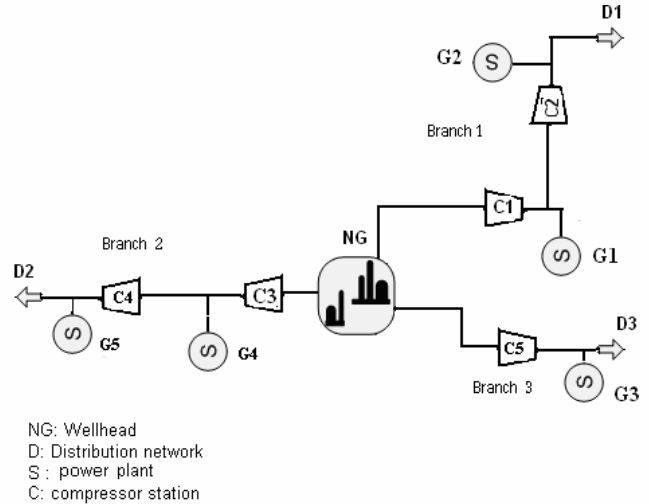 D1
G2
S
C2
Branch 1
C1
NG
S
G1
Branch 2
D2
C4
C3
D3
S
G5
S
G4
C5
Branch 3
S
G3
NG: Wellhead
D: Distribution network
S : power plant
C: compressor station